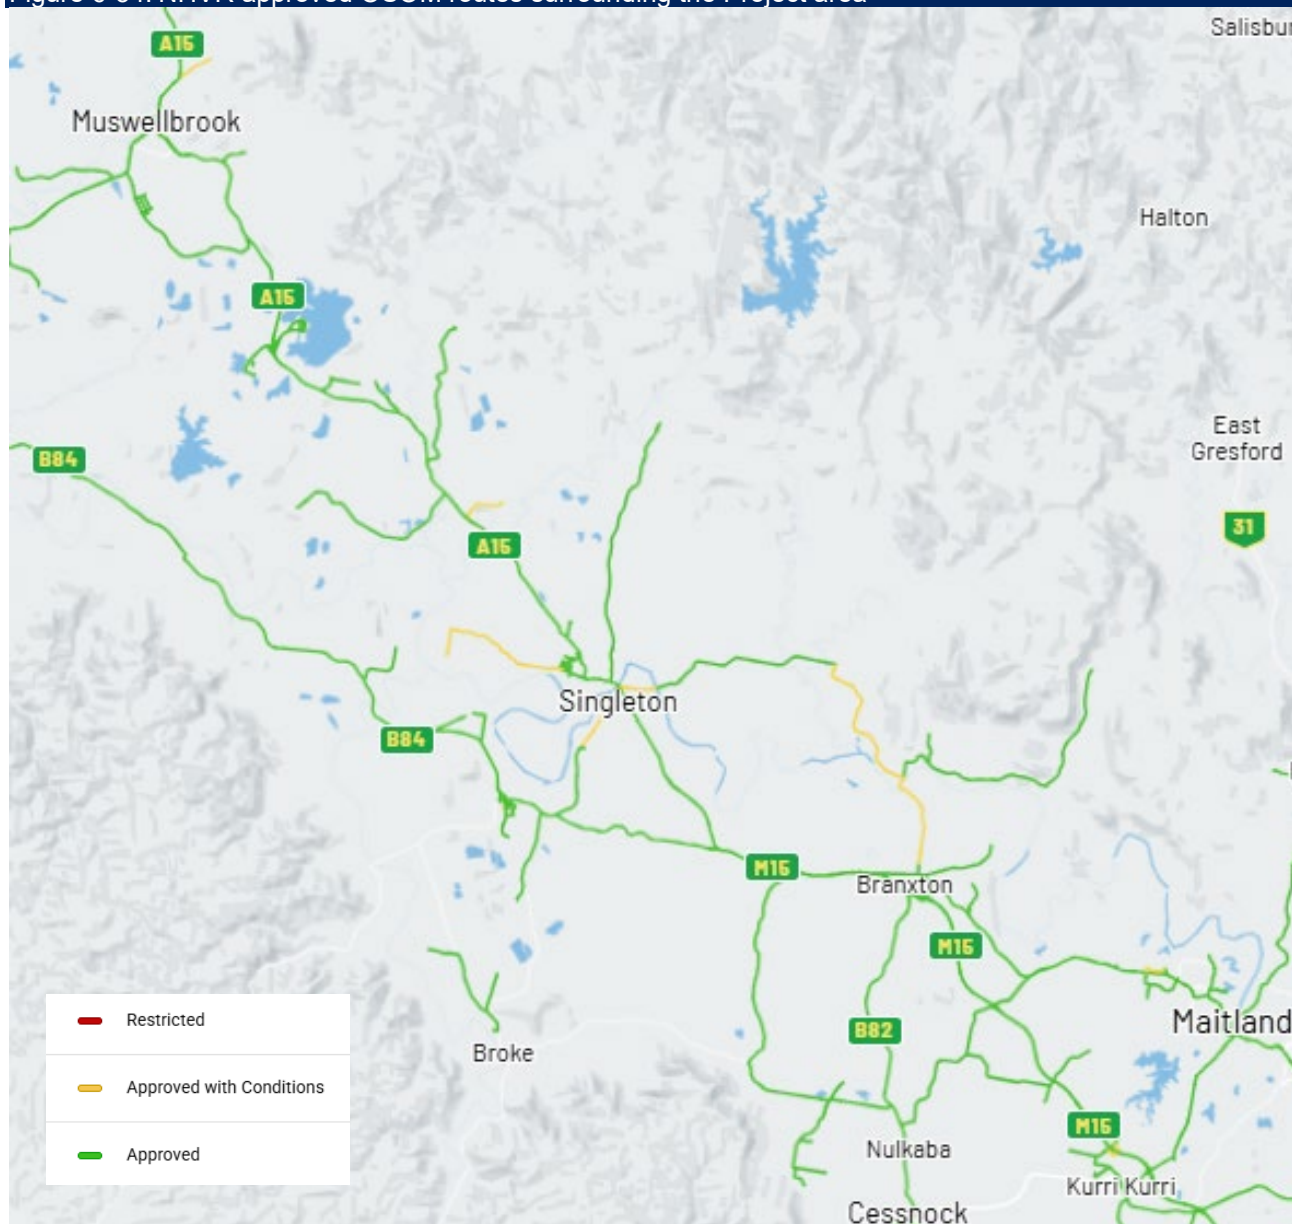 Salisbu
A15
Muswellbrook
Halton
A15
East
Gresford
B84
31
A15
Singleton
B84
M15
Branxton
M15
B82
Maitland
Broke
M15
Nulkaba
Kurri Kurri
Cessnock
Restricted
Approved with Conditions
Approved